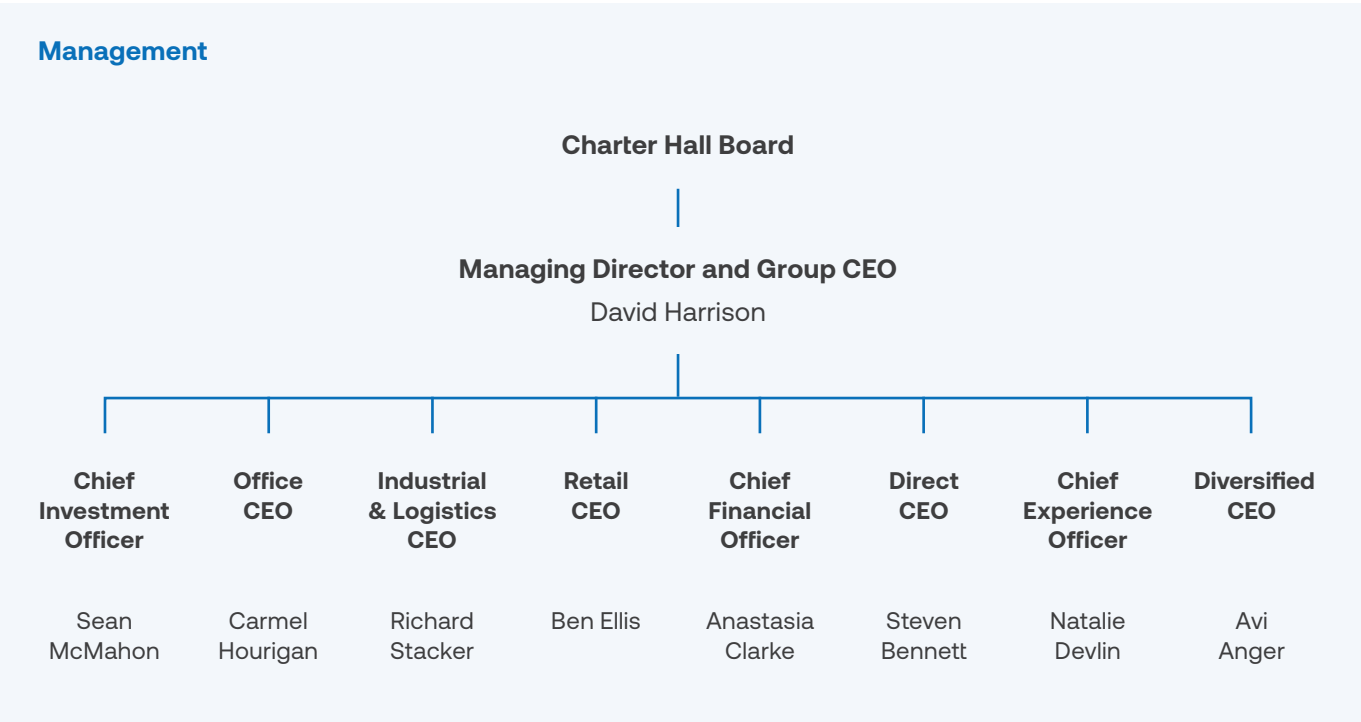 Management
Charter Hall Board
Managing Director and Group CEO
David Harrison
Chief
Investment
Officer
Sean
McMahon
Office
CEO
Carmel
Hourigan
Industrial
& Logistics
CEO
Richard
Stacker
Retail
CEO
Ben Ellis
Chief
Financial
Officer
Anastasia
Clarke
Direct
CEO
Steven
Bennett
Chief
Experience
Officer
Natalie
Devlin
Diversified
CEO
Avi
Anger